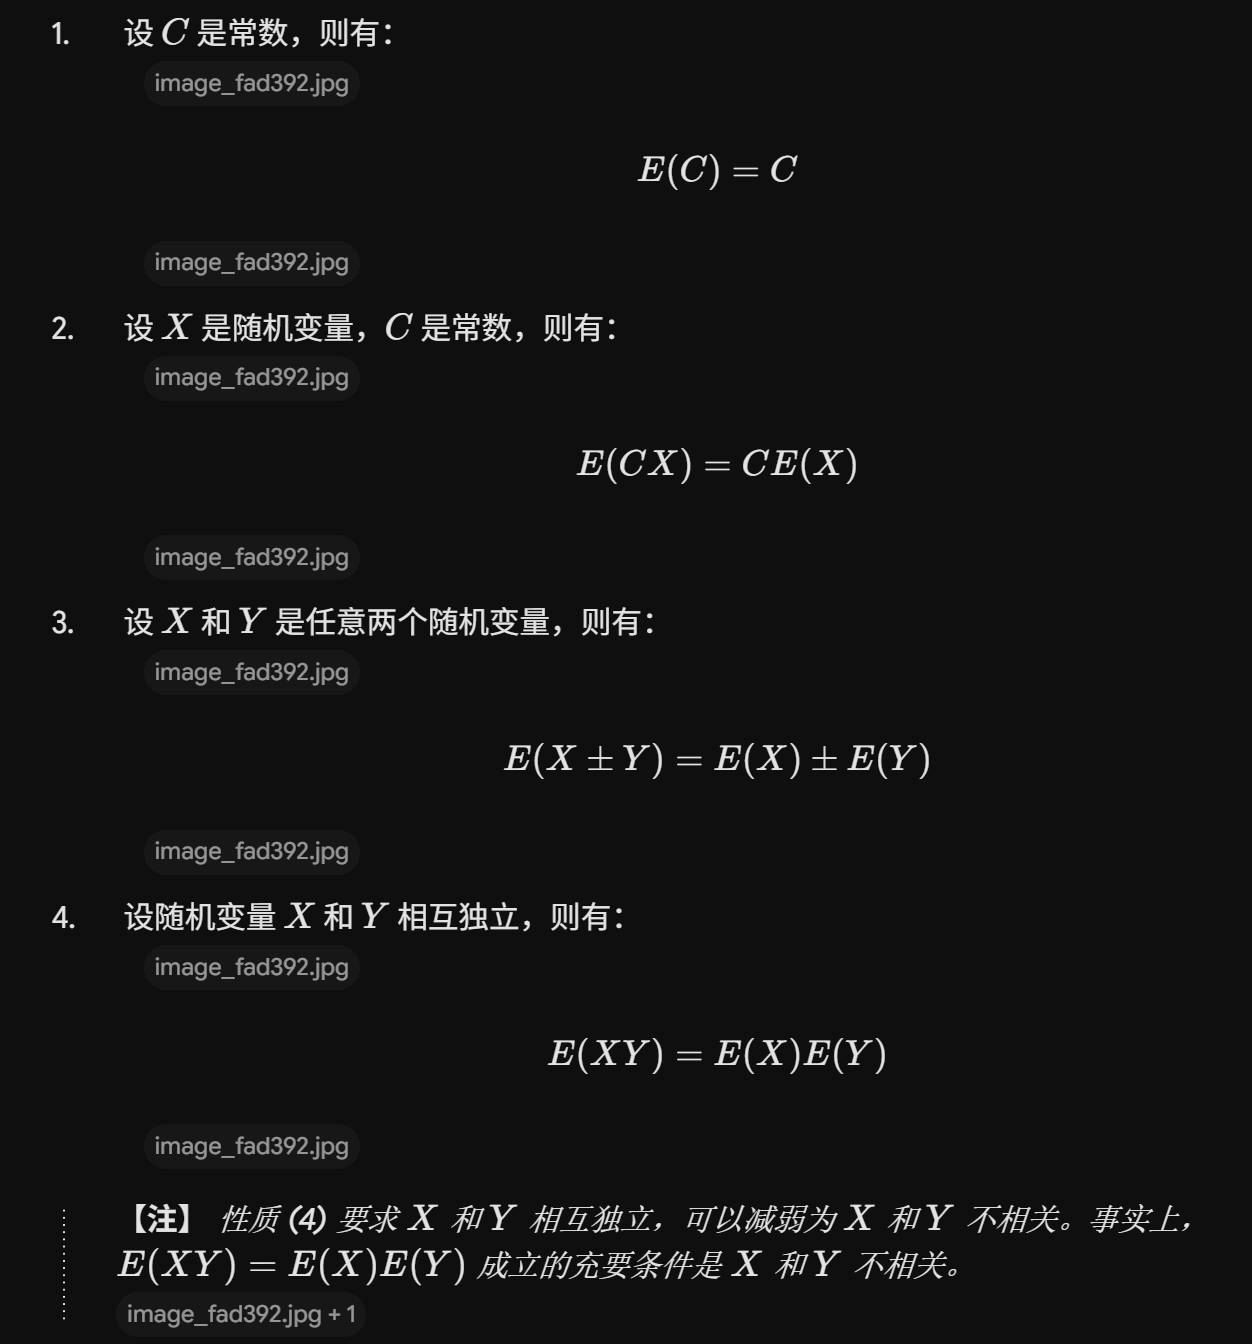 1. 设 C 是常数，则有：
image_fad392.jpg
E(C) = C
image_fad392.jpg
2. 设 X 是随机变量，C 是常数，则有：
image_fad392.jpg
E(CX) = CE(X)
image_fad392.jpg
3. 设 X 和 Y 是任意两个随机变量，则有：
image_fad392.jpg
E(X ± Y) = E(X) ± E(Y)
image_fad392.jpg
4. 设随机变量 X 和 Y 相互独立，则有：
image_fad392.jpg
E(XY) = E(X)E(Y)
image_fad392.jpg
【注】 性质 (4) 要求 X 和 Y 相互独立，可以减弱为 X 和 Y 不相关。事实上，
E(XY) = E(X)E(Y) 成立的充要条件是 X 和 Y 不相关。
image_fad392.jpg + 1